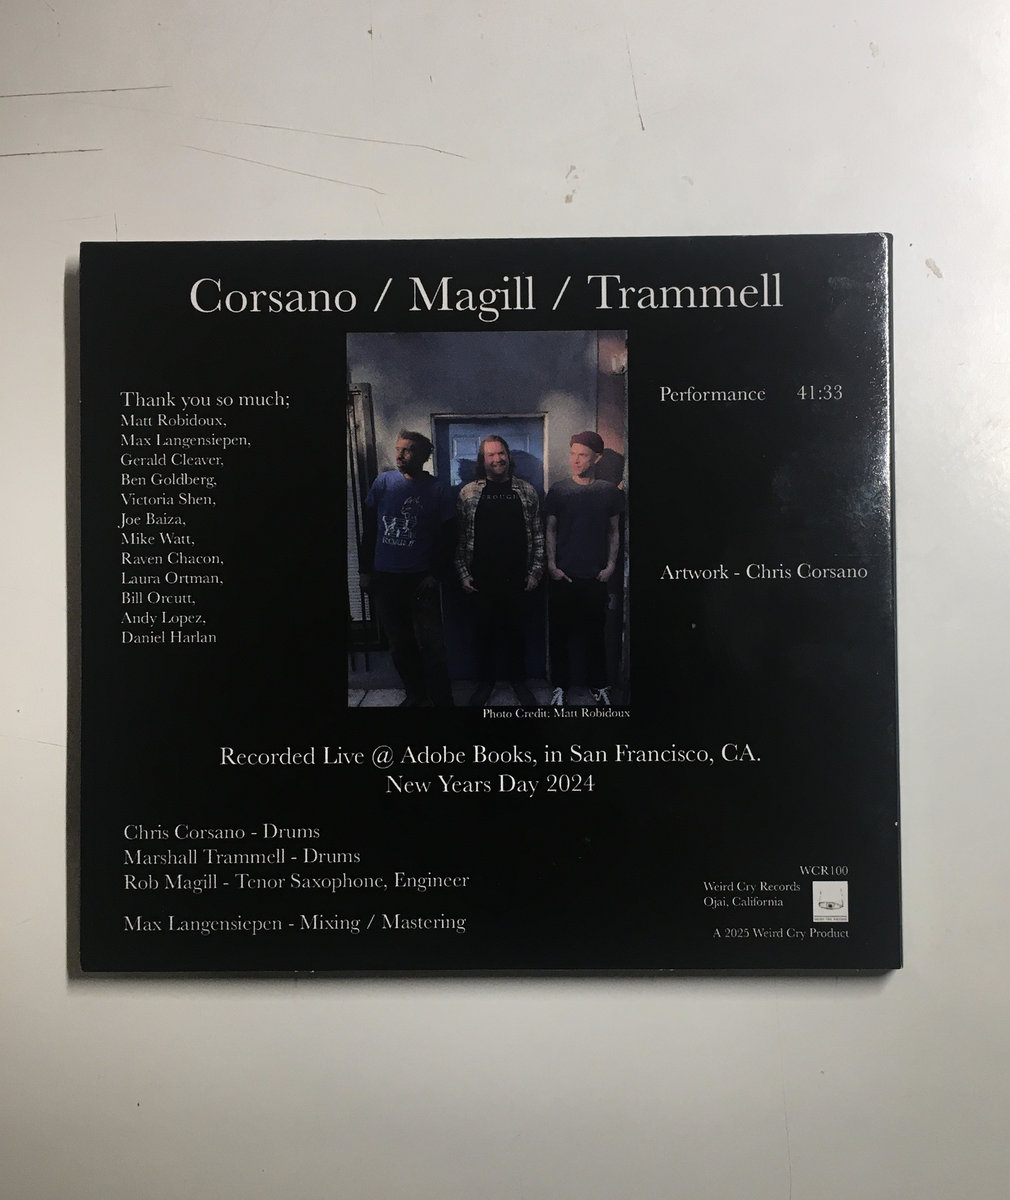 Corsano / Magill / Trammell
Thank you so much;
Matt Robidoux,
Max Langensiepen,
Gerald Cleaver,
Ben Goldberg,
Victoria Shen,
Joe Baiza,
Mike Watt,
Raven Chacon,
Laura Ortman,
Bill Orcutt,
Andy Lopez,
Daniel Harlan
ROAR!!
ROUGH
Performance 41:33
Artwork - Chris Corsano
Photo Credit: Matt Robidoux
Recorded Live @ Adobe Books, in San Francisco, CA.
New Years Day 2024
Chris Corsano - Drums
Marshall Trammell - Drums
Rob Magill - Tenor Saxophone, Engineer
Max Langensiepen - Mixing / Mastering
WCR100
Weird Cry Records
Ojai, California
A 2025 Weird Cry Product